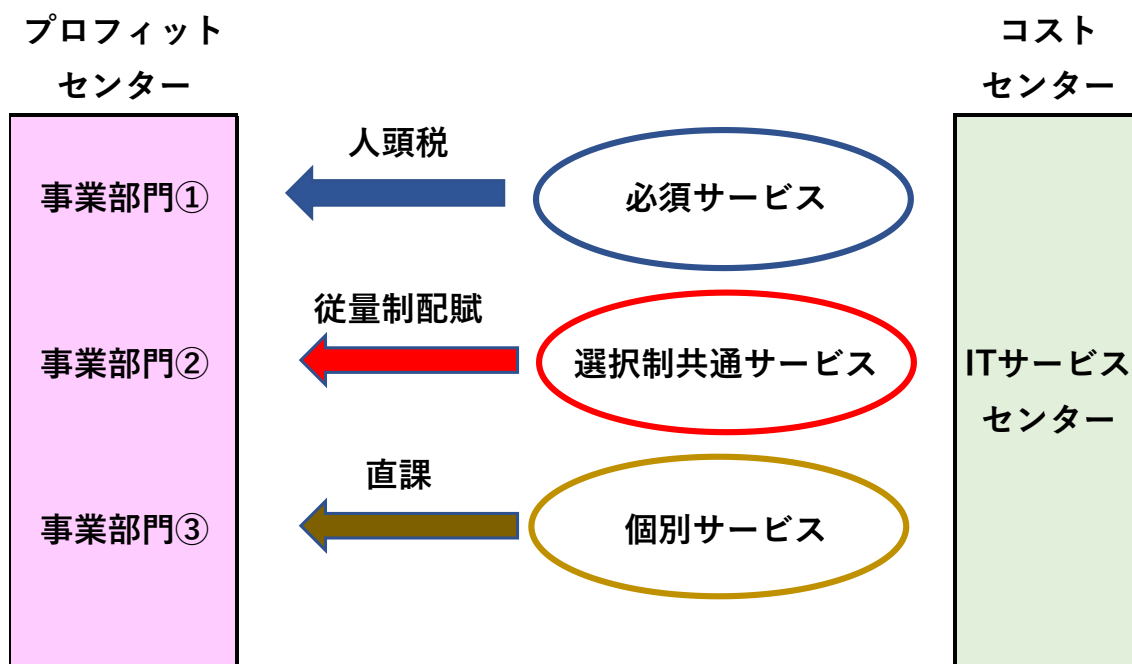 プロフィット
センター
コスト
センター
人頭税
事業部門①
必須サービス
従量制配賦
事業部門②
選択制共通サービス
ITサービス
センター
直課
事業部門③
個別サービス